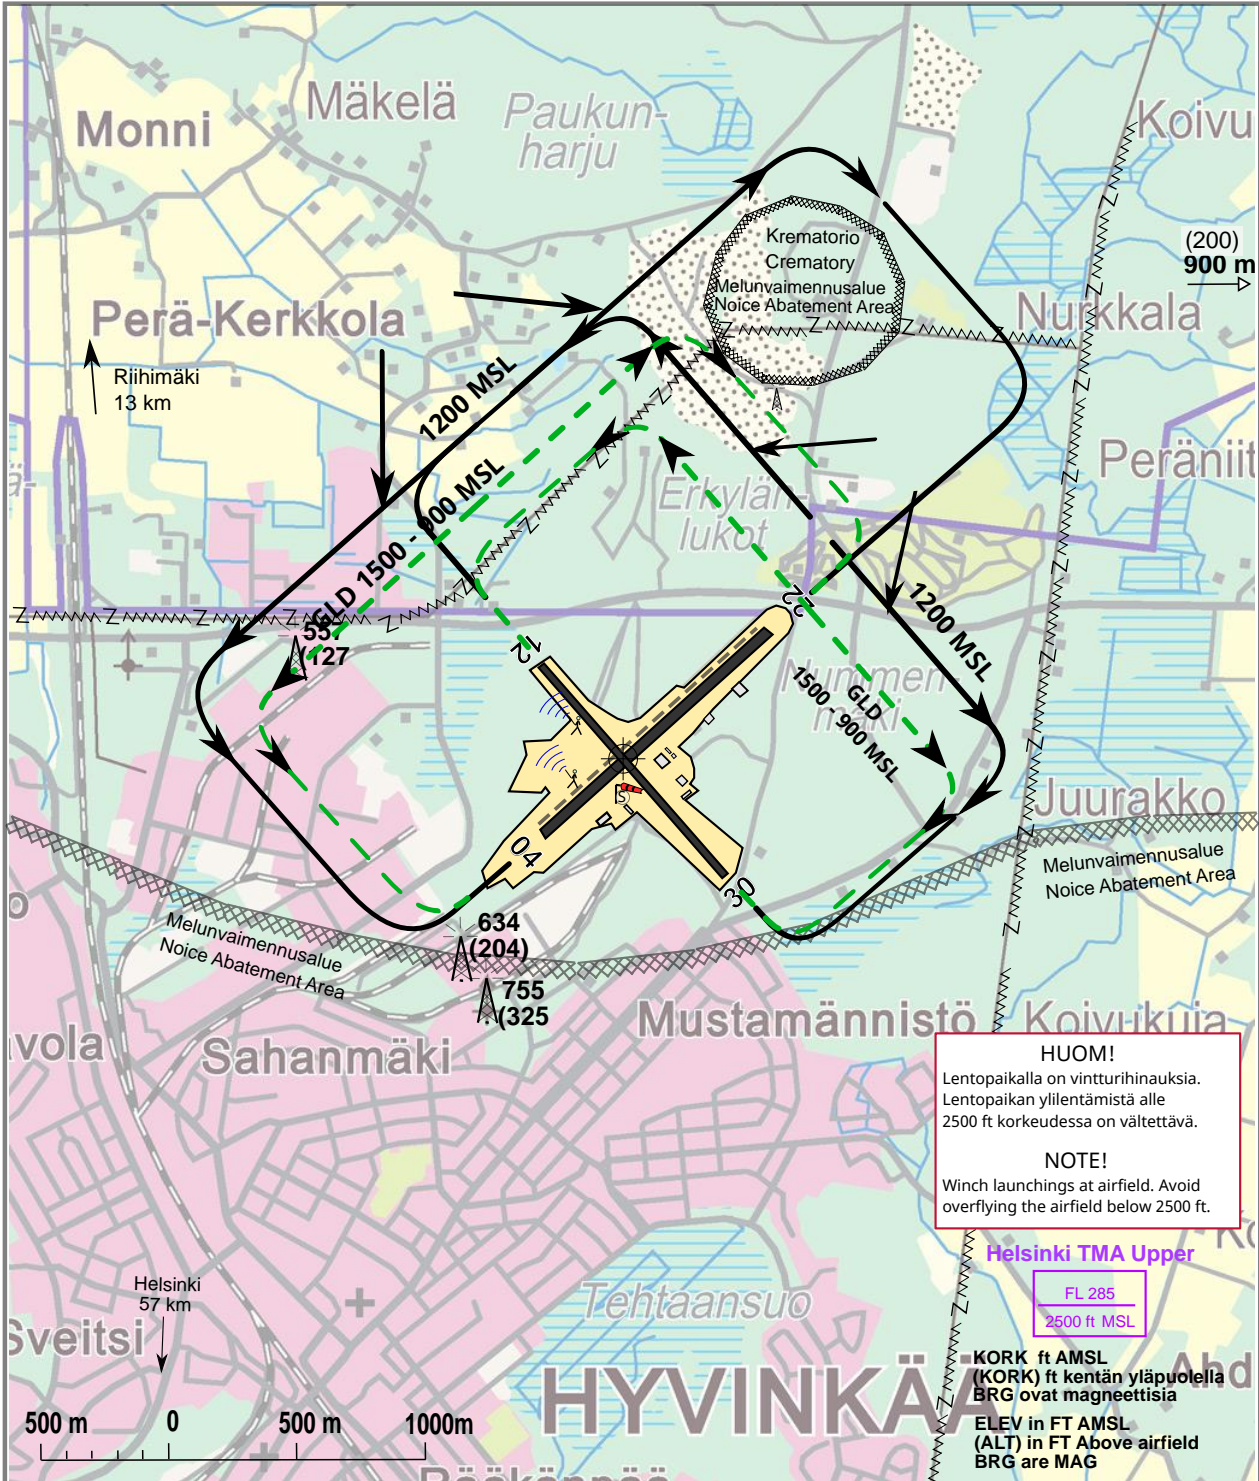 Monni
Mäkelä
Paukun-
harju
Koivu
Krematorio
Crematory
Melunvaimennusalue
Noice Abatement Area
(200)
900 m
Perä-Kerkkola
Nurkkala
Riihimäki
13 km
1200 MSL
GLD 1500 - 900 MSL
Peräniit
Erkylän-
lukot
557
(127
12
22
1200 MSL
Nummen-
mäki
GLD
1500 - 900 MSL
S
04
30
Juurakko
Melunvaimennusalue
Noice Abatement Area
Melunvaimennusalue
Noice Abatement Area
634
(204)
755
(325
vola
Sahanmäki
Mustamännistö
Koivukuja
HUOM!
Lentopaikalla on vintturihinauksia.
Lentopaikan ylilentämistä alle
2500 ft korkeudessa on vältettävä.
NOTE!
Winch launchings at airfield. Avoid
overflying the airfield below 2500 ft.
Helsinki TMA Upper
FL 285
2500 ft MSL
Helsinki
57 km
Sveitsi
Tehtaansuo
HYVINKÄÄ
Ahd
KORK ft AMSL
(KORK) ft kentän yläpuolella
BRG ovat magneettisia
ELEV in FT AMSL
(ALT) in FT Above airfield
BRG are MAG
500 m 0 500 m 1000m